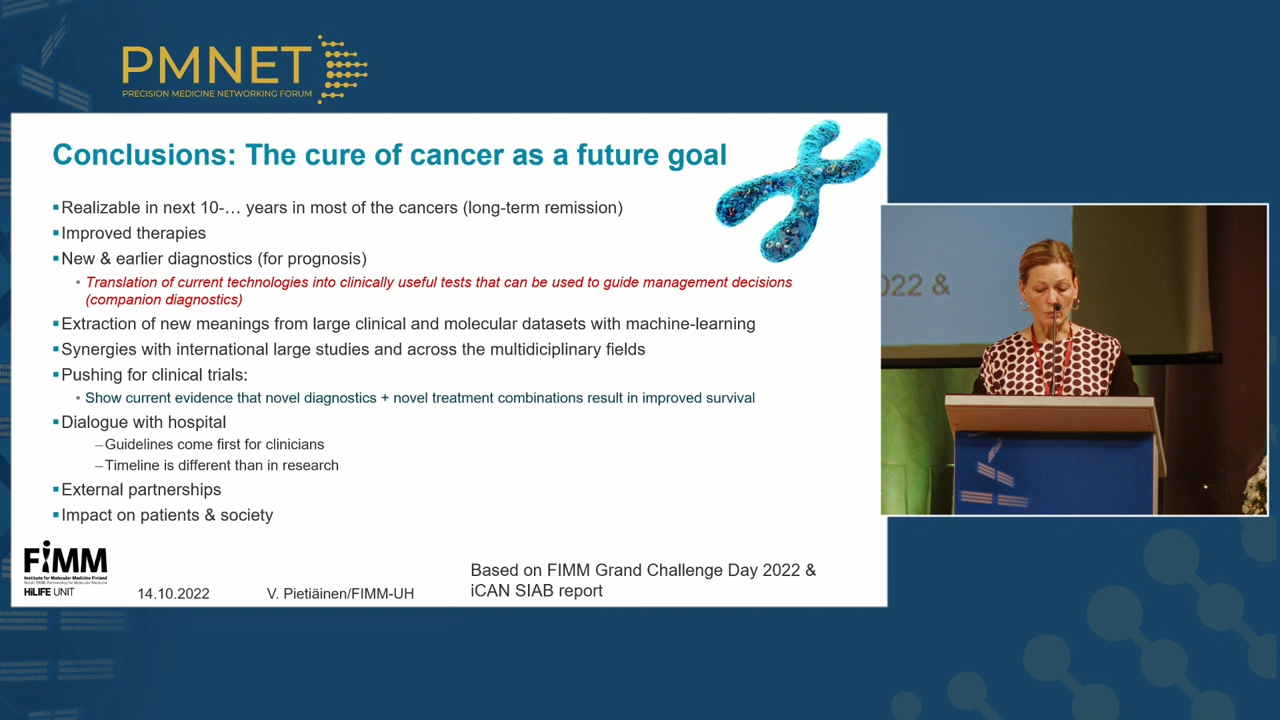 PMNET
PRECISION MEDICINE NETWORKING FORUM
Conclusions: The cure of cancer as a future goal
Realizable in next 10-… years in most of the cancers (long-term remission)
Improved therapies
New & earlier diagnostics (for prognosis)
Translation of current technologies into clinically useful tests that can be used to guide management decisions
(companion diagnostics)
Extraction of new meanings from large clinical and molecular datasets with machine-learning
Synergies with international large studies and across the multidiciplinary fields
Pushing for clinical trials:
Show current evidence that novel diagnostics + novel treatment combinations result in improved survival
Dialogue with hospital
–Guidelines come first for clinicians
–Timeline is different than in research
External partnerships
Impact on patients & society
FiMM
Institute for Molecular Medicine Finland
HiLIFE UNIT
14.10.2022
V. Pietiäinen/FIMM-UH
Based on FIMM Grand Challenge Day 2022 &
iCAN SIAB report
022 &